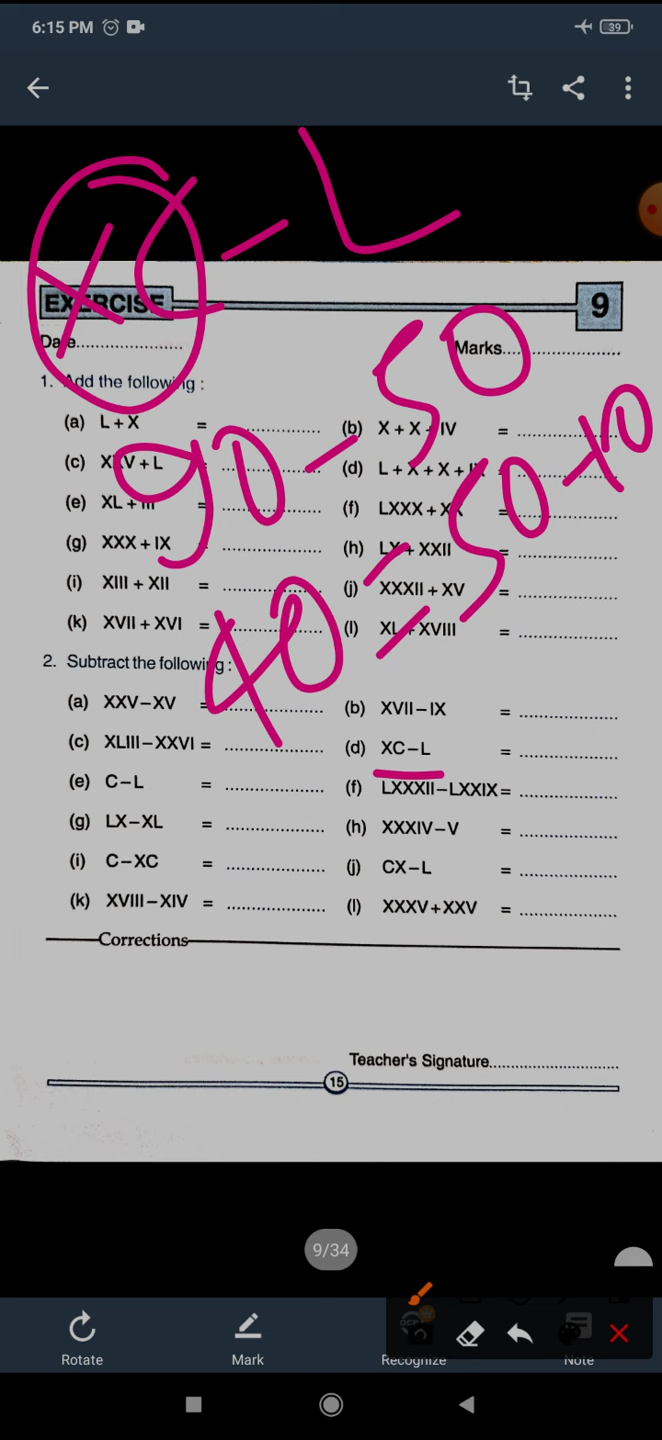 6:15 PM 39
XC - L
EXERCISE 9
Date................... Marks......................
1. Add the following :
(a) L + X = ................
(b) X + X + IV = ................
(c) + L = ................
(d) L + X + X + = ................
(e) XL + III = ................
(f) LXXX + = ................
(g) XXX + IX = ................
(h) LX + XXII = ................
(i) XIII + XII = ................
(j) XXXII + XV = ................
(k) XVII + XVI = ................
(l) XL + XVIII = ................
90 - 50
40 = 50 - 10
2. Subtract the following :
(a) XXV–XV = ................
(b) XVII–IX = ................
(c) XLIII–XXVI = ................
(d) XC–L = ................
(e) C–L = ................
(f) LXXXII–LXXIX = ................
(g) LX–XL = ................
(h) XXXIV–V = ................
(i) C–XC = ................
(j) CX–L = ................
(k) XVIII–XIV = ................
(l) XXXV+XXV = ................
Corrections
Teacher's Signature........................
15
9/34
Rotate Mark Recognize Note